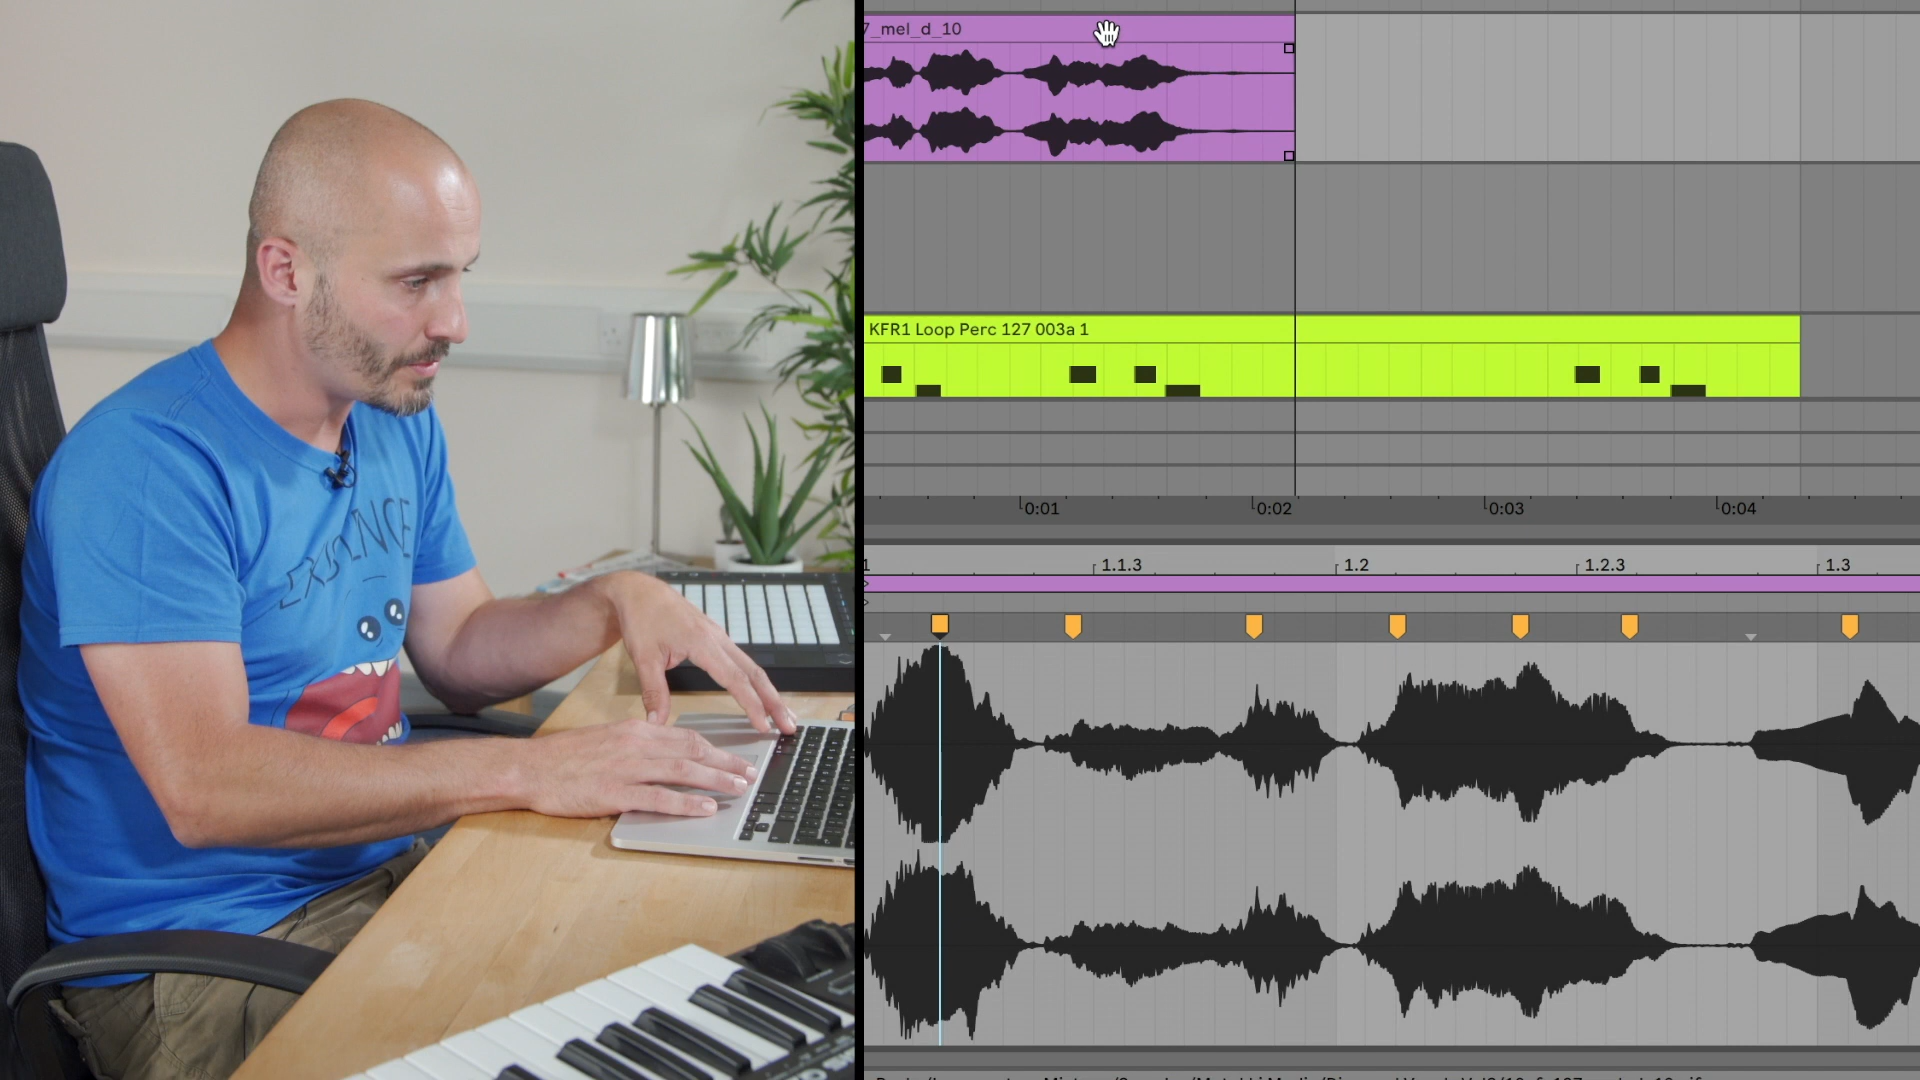 7_mel_d_10
KFR1 Loop Perc 127 003a 1
0:01 0:02 0:03 0:04
1.1.3 1.2 1.2.3 1.3